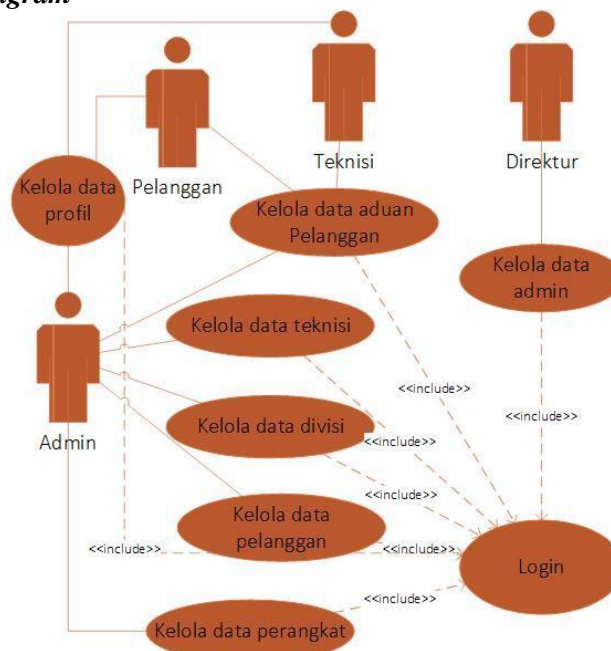 Teknisi
Direktur
Pelanggan
Kelola data
profil
Kelola data aduan
Pelanggan
Kelola data
admin
Kelola data teknisi
Admin
Kelola data divisi
<<include>>
<<include>>
<<include>>
<<include>>
Kelola data
pelanggan
<<include>>
<<include>>
Login
<<include>>
Kelola data perangkat